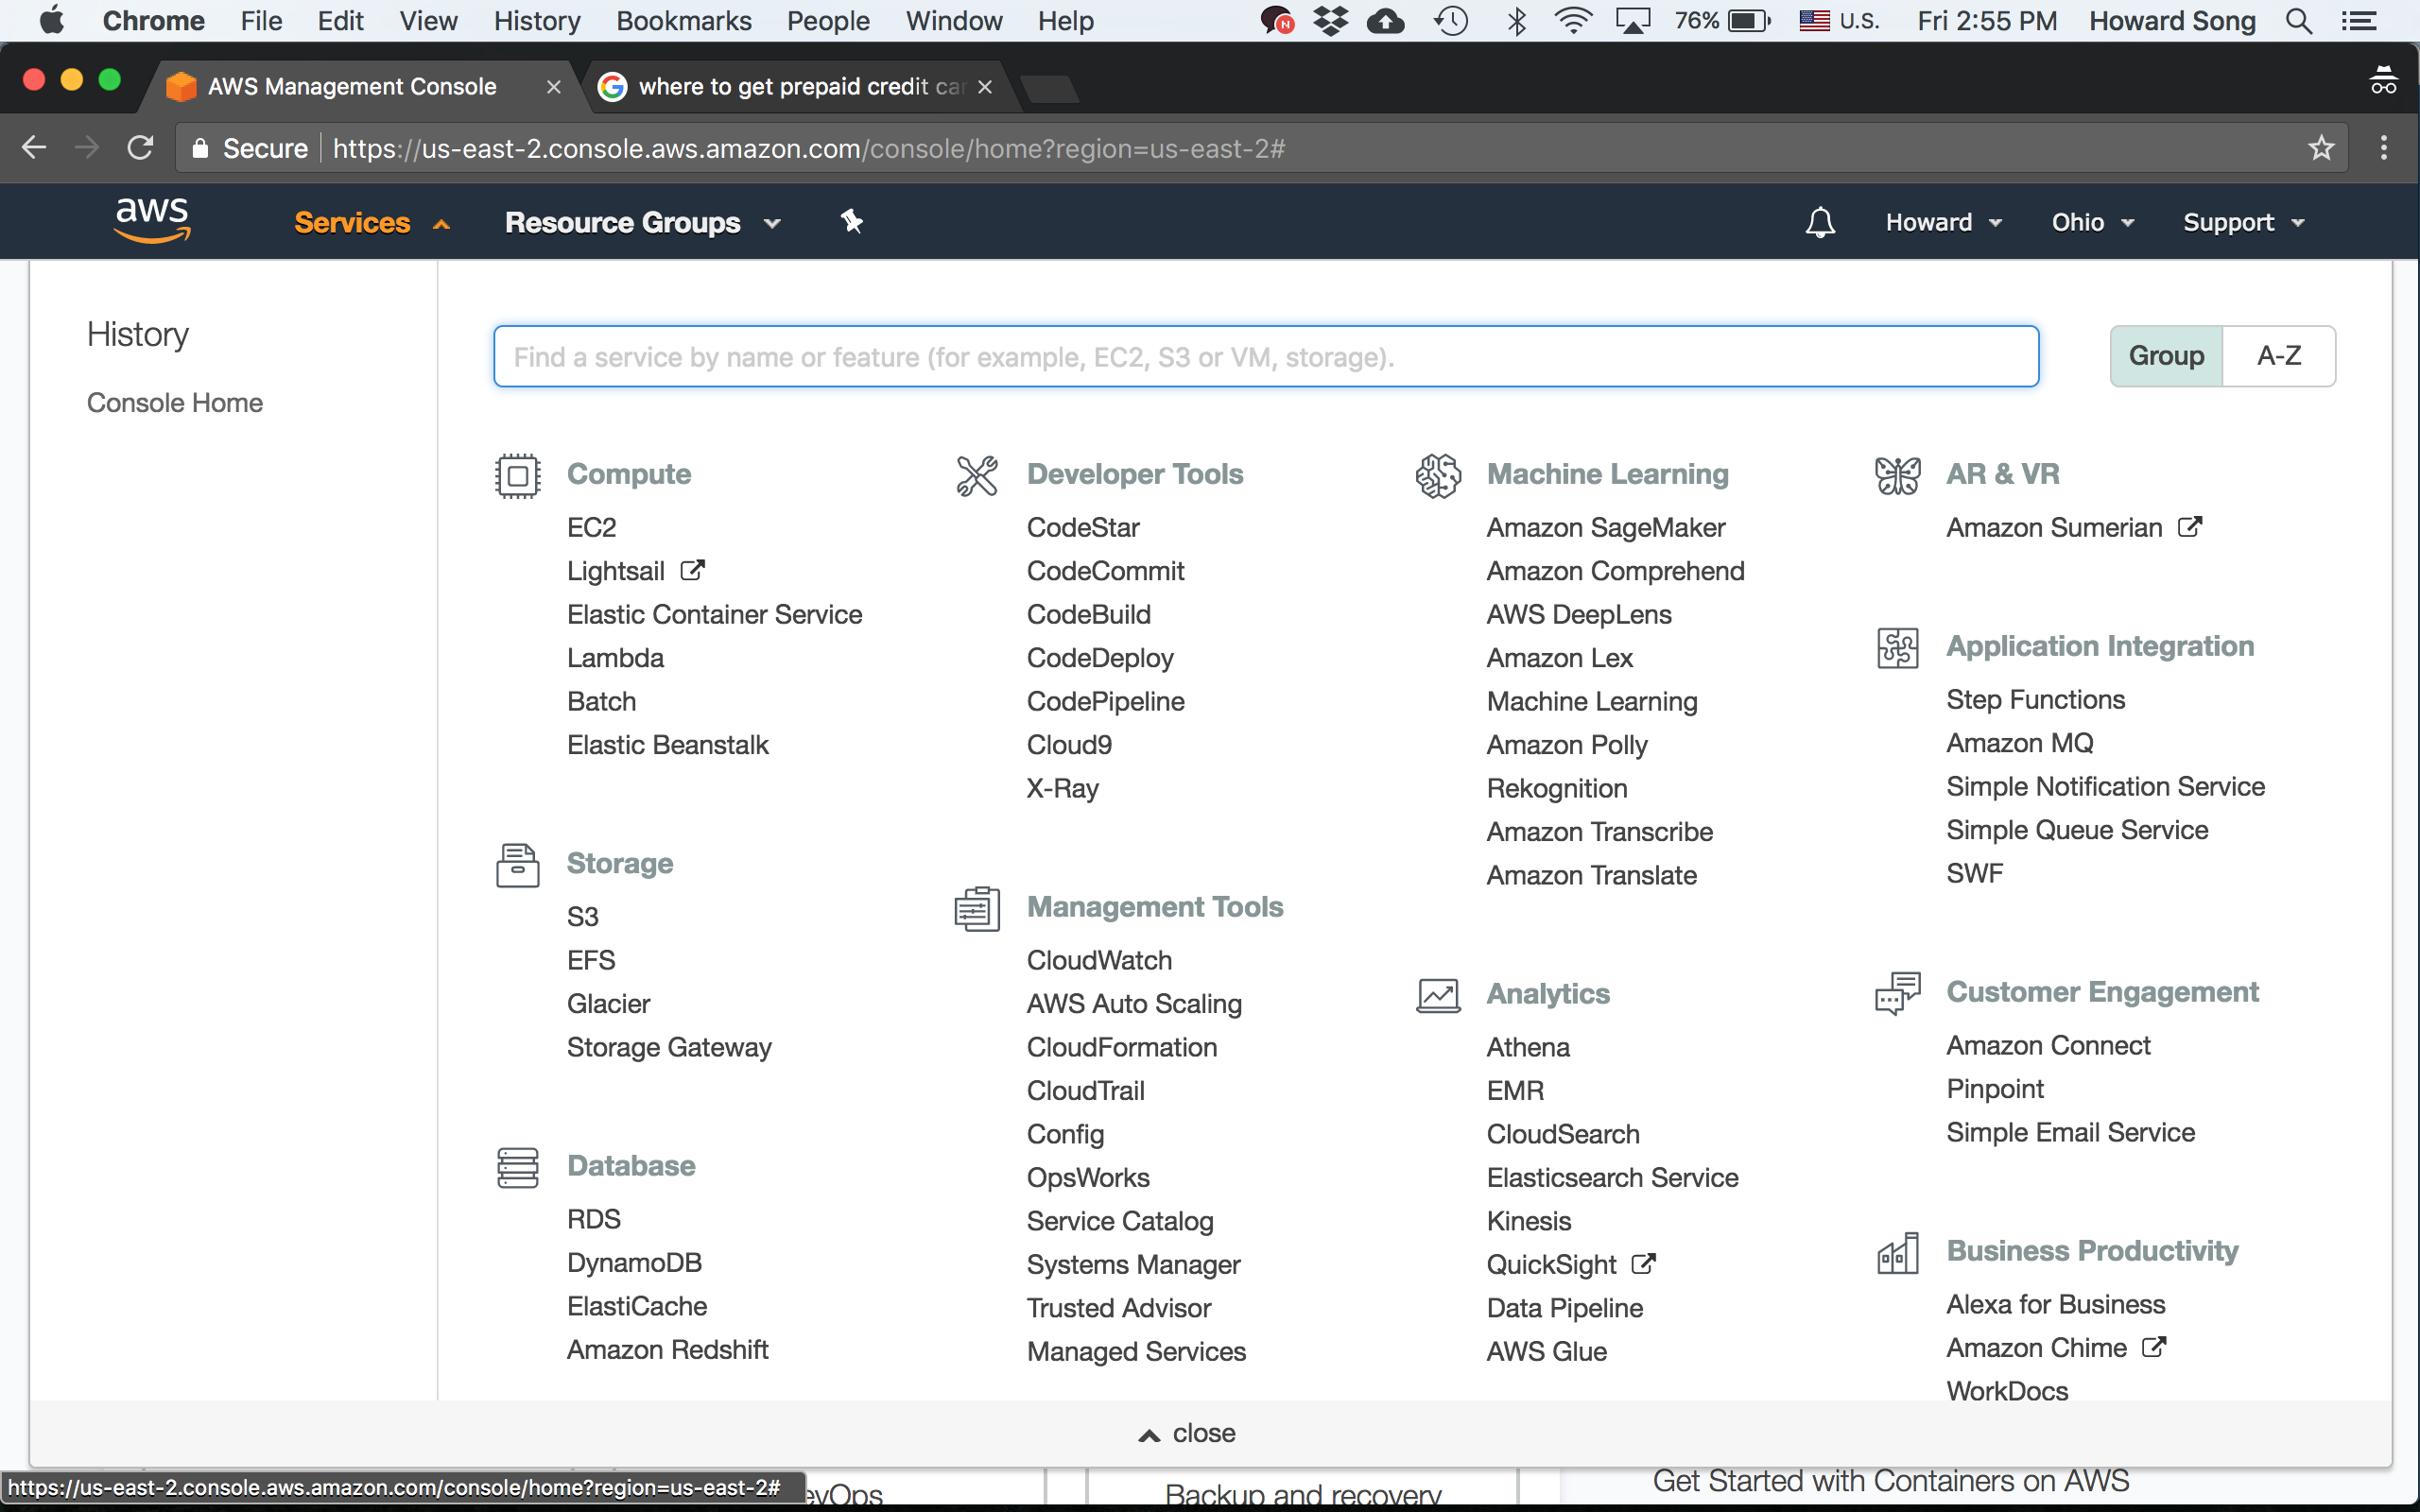 Chrome File Edit View History Bookmarks People Window Help 76% U.S. Fri 2:55 PM Howard Song
AWS Management Console where to get prepaid credit car
Secure https://us-east-2.console.aws.amazon.com/console/home?region=us-east-2#
aws Services Resource Groups Howard Ohio Support
History
Console Home
Find a service by name or feature (for example, EC2, S3 or VM, storage).
Group A-Z
Compute
EC2
Lightsail
Elastic Container Service
Lambda
Batch
Elastic Beanstalk
Storage
S3
EFS
Glacier
Storage Gateway
Database
RDS
DynamoDB
ElastiCache
Amazon Redshift
Developer Tools
CodeStar
CodeCommit
CodeBuild
CodeDeploy
CodePipeline
Cloud9
X-Ray
Management Tools
CloudWatch
AWS Auto Scaling
CloudFormation
CloudTrail
Config
OpsWorks
Service Catalog
Systems Manager
Trusted Advisor
Managed Services
Machine Learning
Amazon SageMaker
Amazon Comprehend
AWS DeepLens
Amazon Lex
Machine Learning
Amazon Polly
Rekognition
Amazon Transcribe
Amazon Translate
Analytics
Athena
EMR
CloudSearch
Elasticsearch Service
Kinesis
QuickSight
Data Pipeline
AWS Glue
AR & VR
Amazon Sumerian
Application Integration
Step Functions
Amazon MQ
Simple Notification Service
Simple Queue Service
SWF
Customer Engagement
Amazon Connect
Pinpoint
Simple Email Service
Business Productivity
Alexa for Business
Amazon Chime
WorkDocs
close
https://us-east-2.console.aws.amazon.com/console/home?region=us-east-2#
evOps
Backup and recovery
Get Started with Containers on AWS